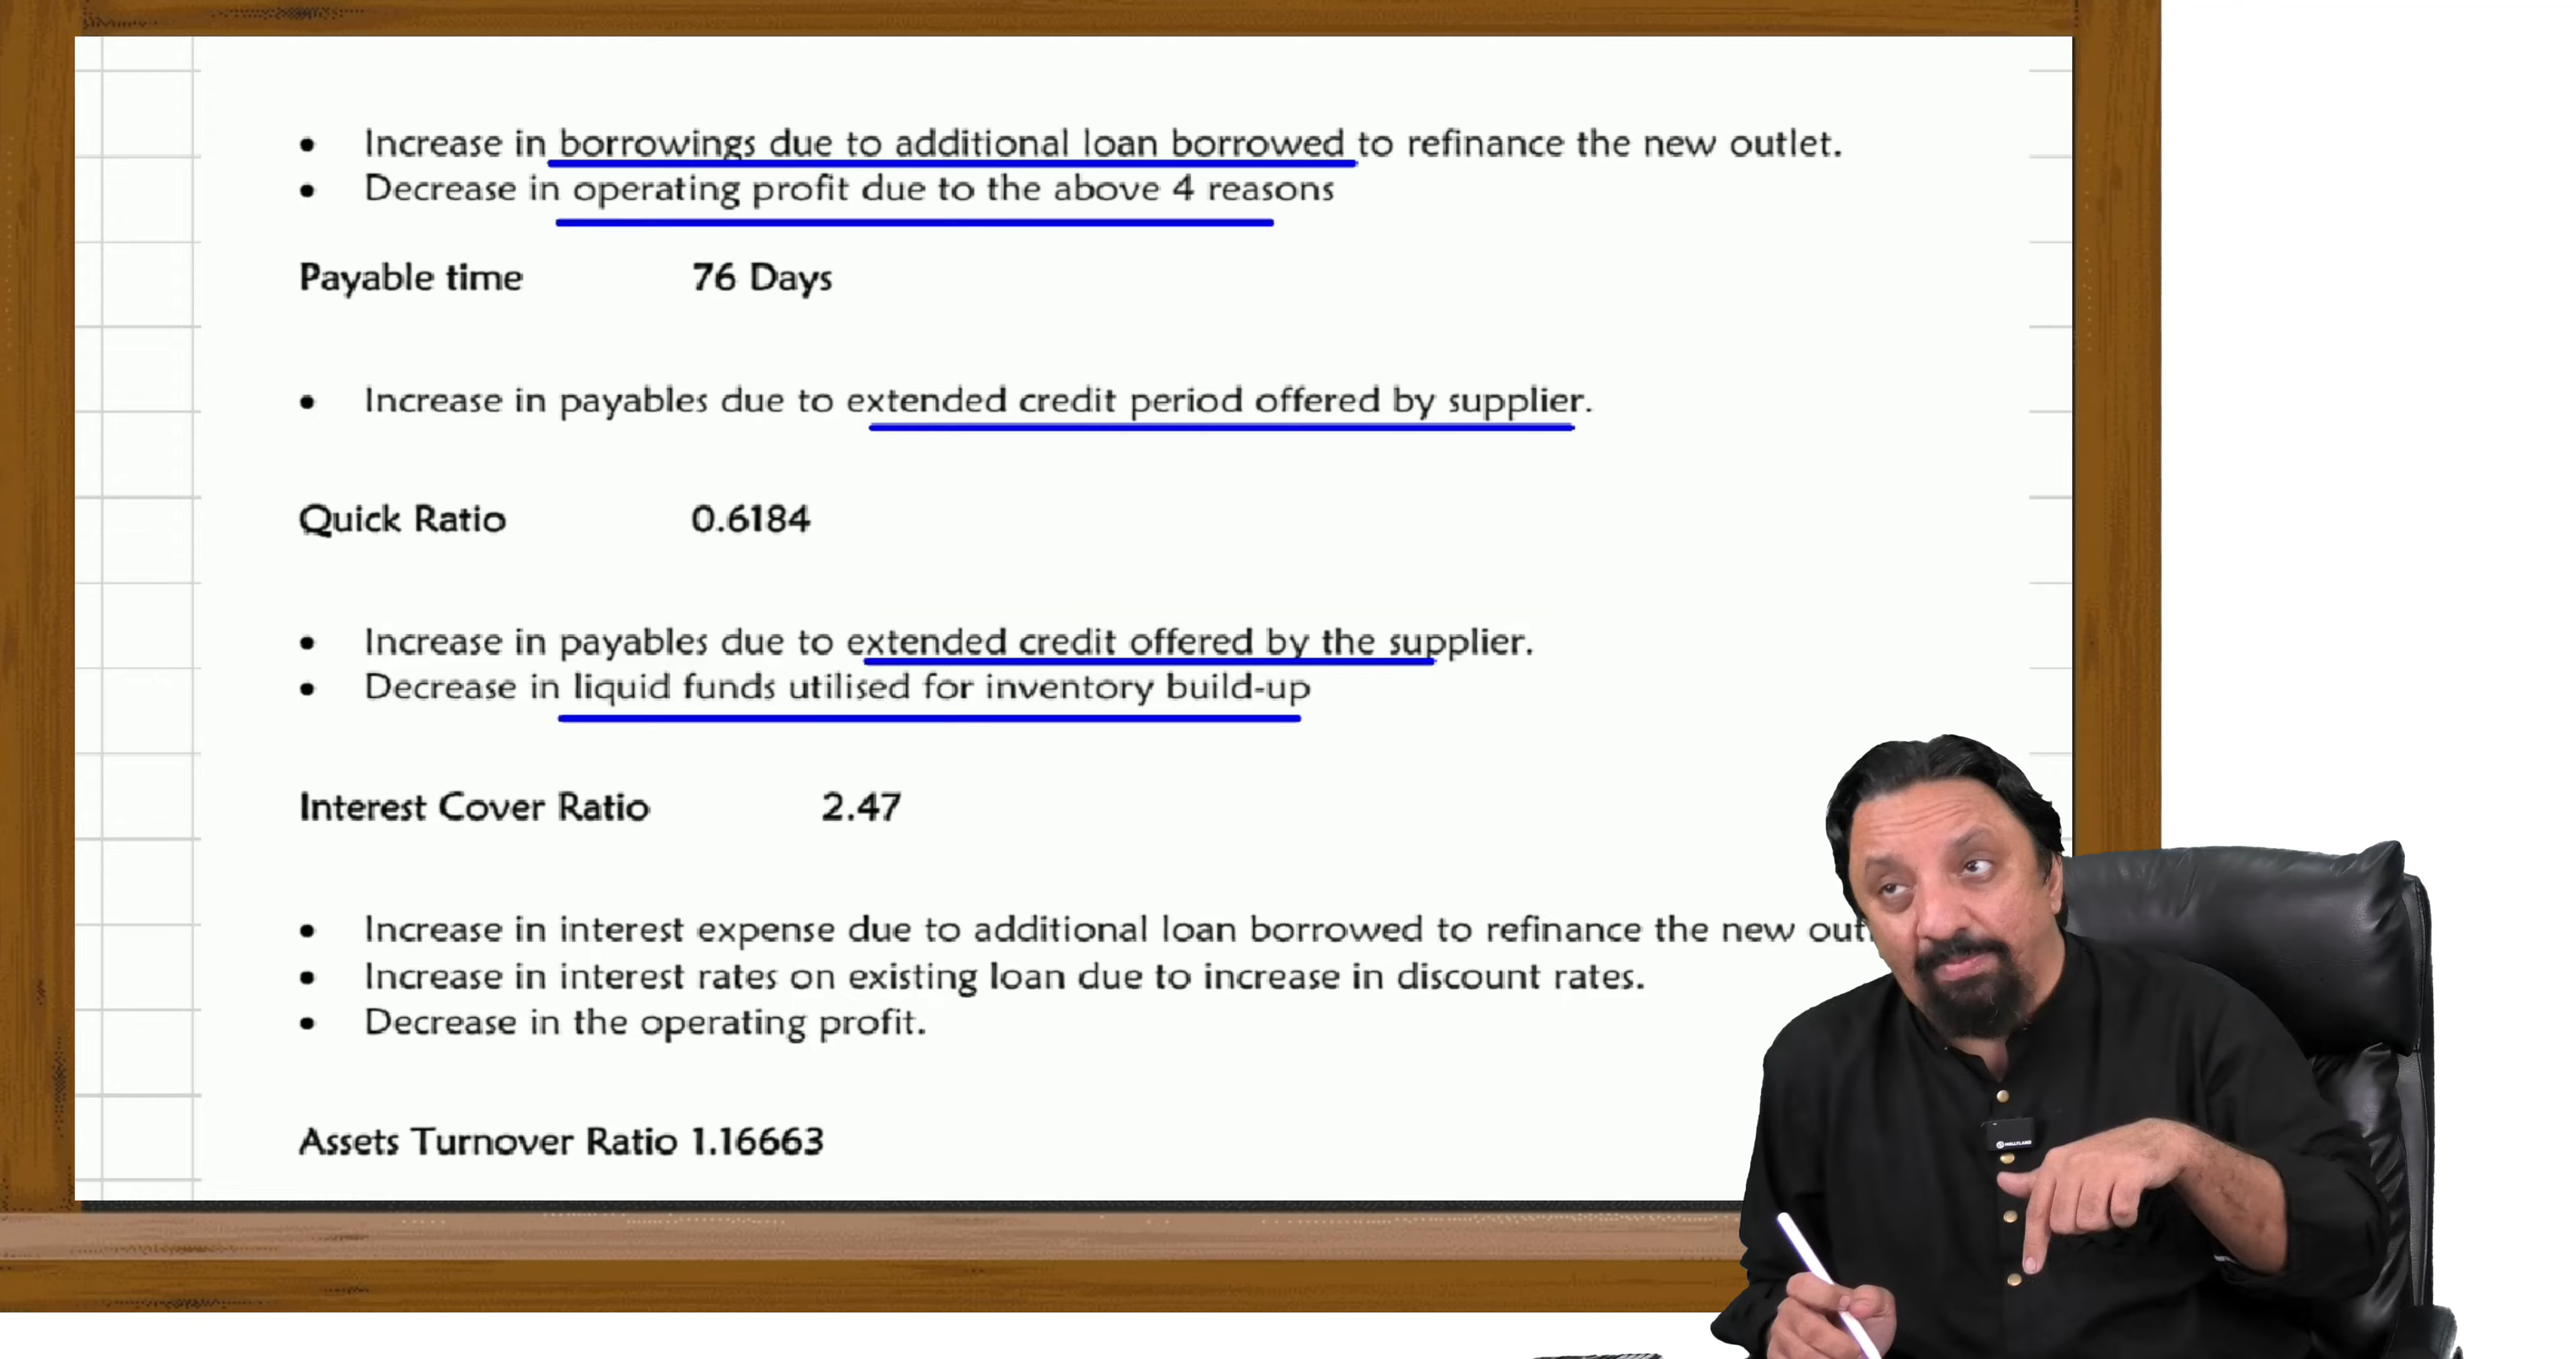 • Increase in borrowings due to additional loan borrowed to refinance the new outlet.
• Decrease in operating profit due to the above 4 reasons
Payable time 76 Days
• Increase in payables due to extended credit period offered by supplier.
Quick Ratio 0.6184
• Increase in payables due to extended credit offered by the supplier.
• Decrease in liquid funds utilised for inventory build-up
Interest Cover Ratio 2.47
• Increase in interest expense due to additional loan borrowed to refinance the new
• Increase in interest rates on existing loan due to increase in discount rates.
• Decrease in the operating profit.
Assets Turnover Ratio 1.16663
HOLLYLAND